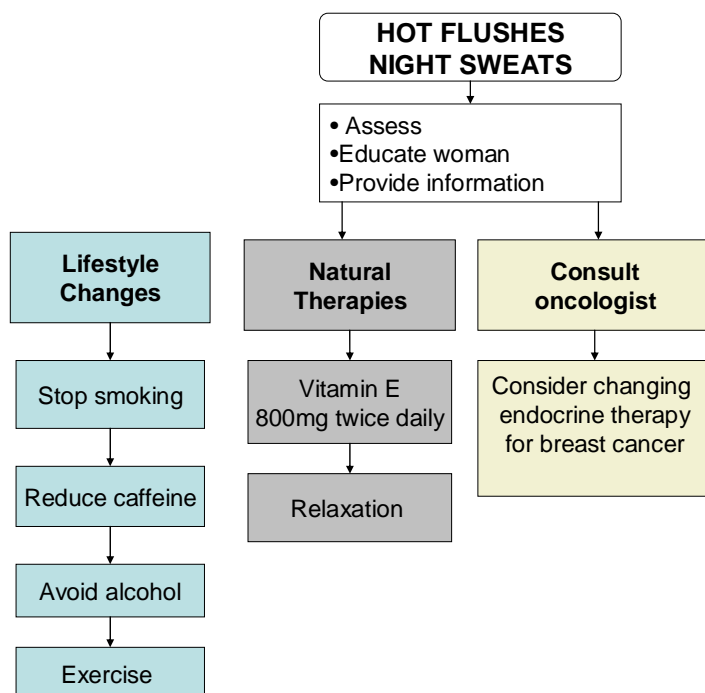 HOT FLUSHES
NIGHT SWEATS
• Assess
•Educate woman
•Provide information
Lifestyle
Changes
Stop smoking
Reduce caffeine
Avoid alcohol
Exercise
Natural
Therapies
Vitamin E
800mg twice daily
Relaxation
Consult
oncologist
Consider changing
endocrine therapy
for breast cancer